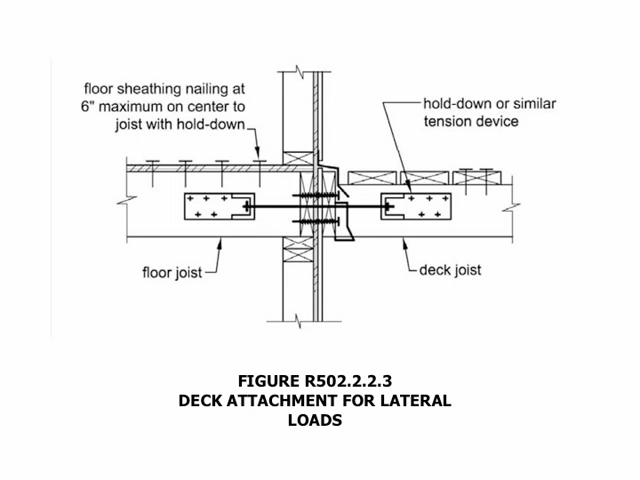 floor sheathing nailing at
6" maximum on center to
joist with hold-down
hold-down or similar
tension device
floor joist
deck joist
FIGURE R502.2.2.3
DECK ATTACHMENT FOR LATERAL
LOADS